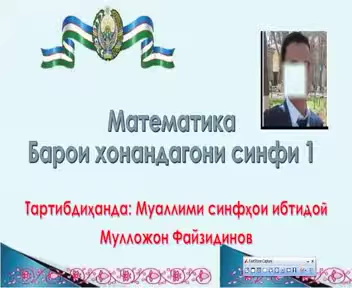 Математика
Барои хонандагони синфи 1
Тартибдиҳанда: Муаллими синфҳои ибтидоӣ
Мулложон Файзидинов